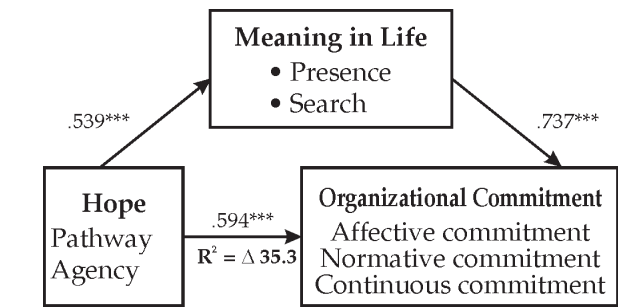 Meaning in Life
• Presence
• Search
.539***
.737***
Hope
Pathway
Agency
.594***
R² = Δ 35.3
Organizational Commitment
Affective commitment
Normative commitment
Continuous commitment